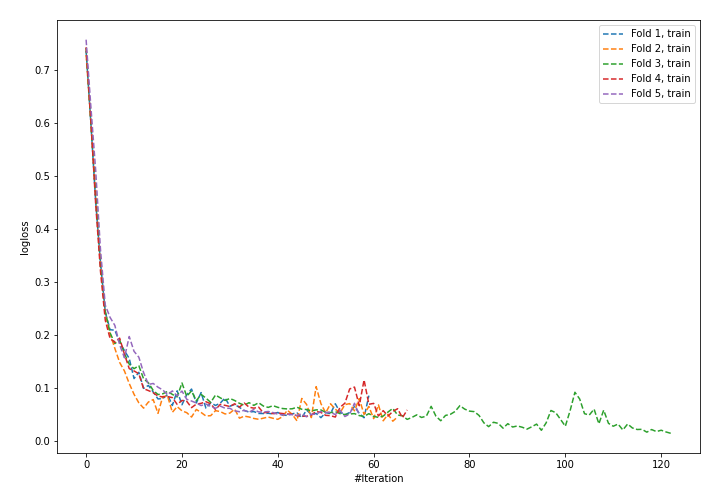 Fold 1, train
Fold 2, train
Fold 3, train
Fold 4, train
Fold 5, train
0.7
0.6
0.5
0.4
0.3
0.2
0.1
0.0
logloss
0 20 40 60 80 100 120
#Iteration